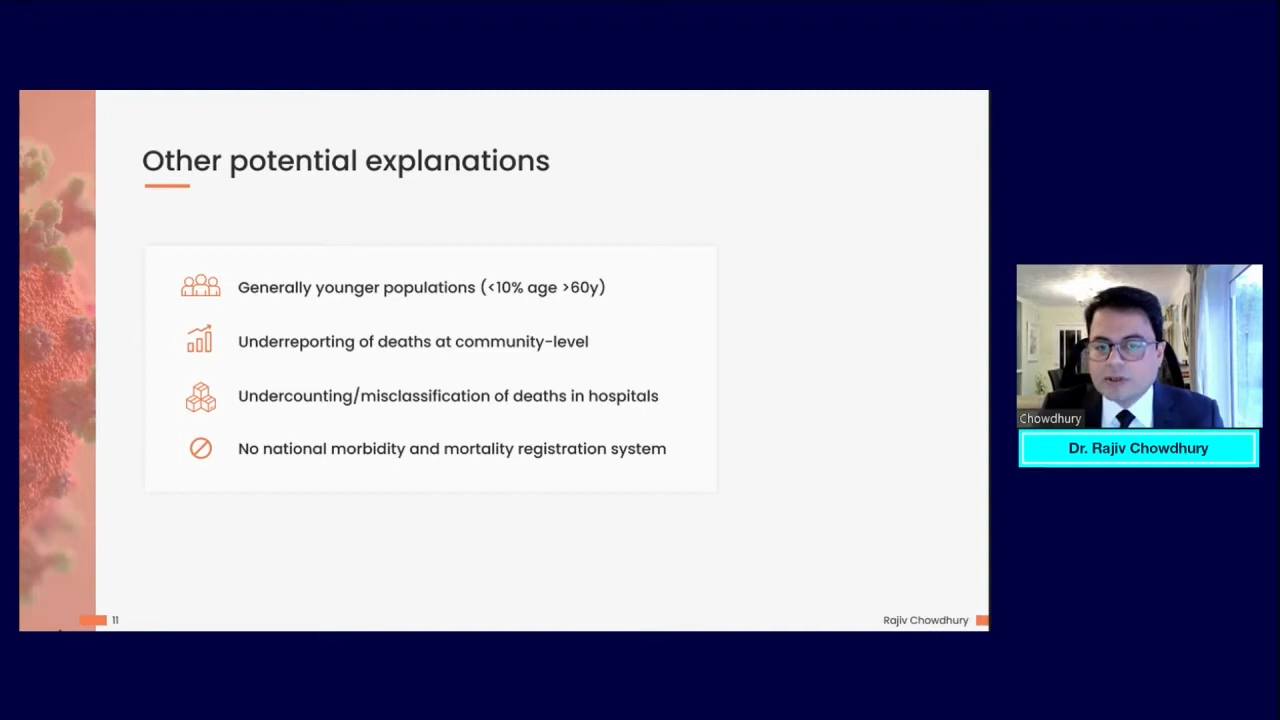 Other potential explanations
Generally younger populations (<10% age >60y)
Underreporting of deaths at community-level
Undercounting/misclassification of deaths in hospitals
No national morbidity and mortality registration system
11
Rajiv Chowdhury
Chowdhury
Dr. Rajiv Chowdhury